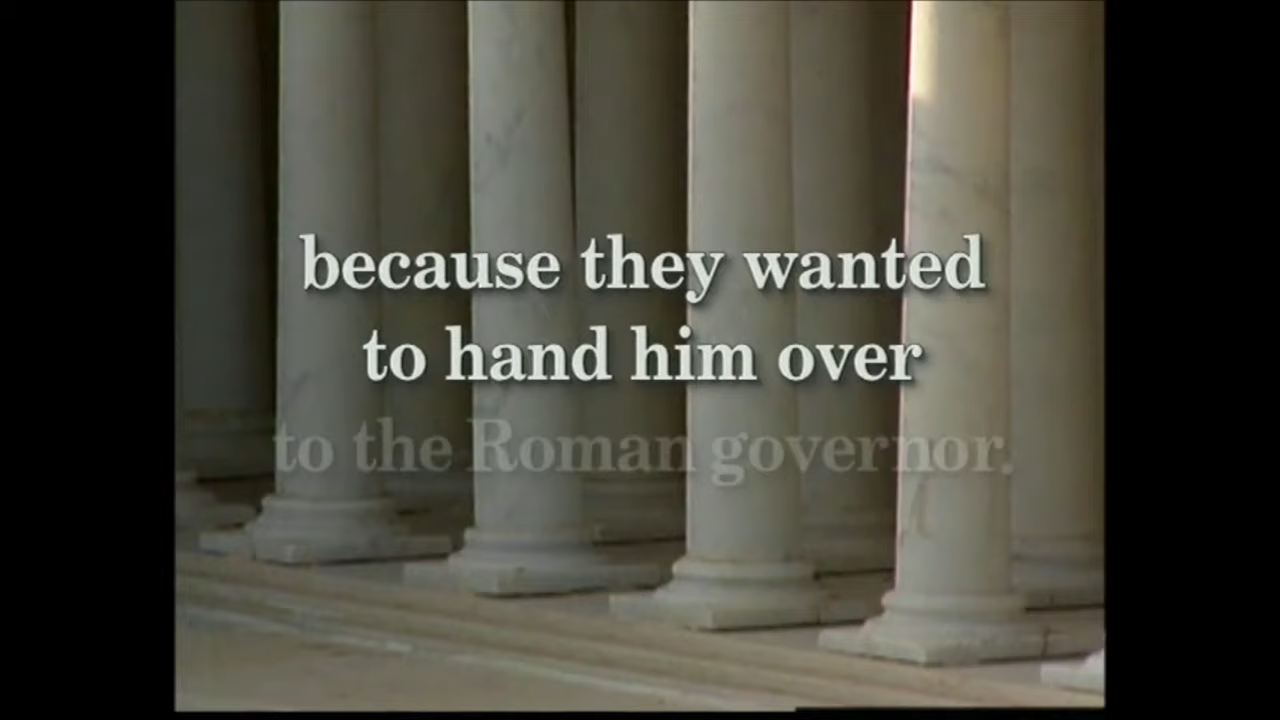 because they wanted
to hand him over
to the Roman governor.